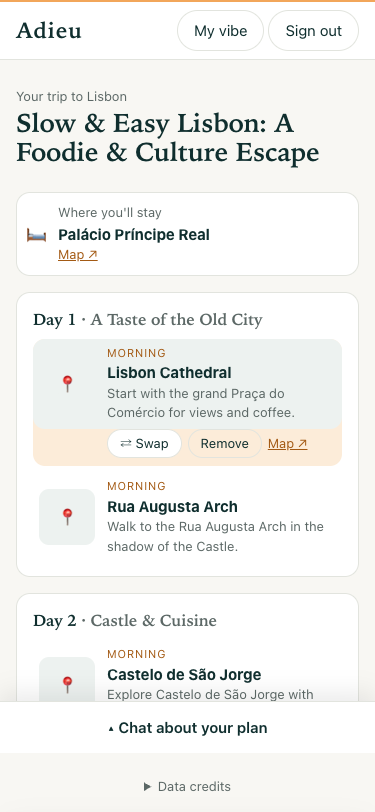 Adieu
My vibe
Sign out
Your trip to Lisbon
Slow & Easy Lisbon: A
Foodie & Culture Escape
Where you'll stay
Palácio Príncipe Real
Map ↗
Day 1 · A Taste of the Old City
MORNING
Lisbon Cathedral
Start with the grand Praça do
Comércio for views and coffee.
⇄ Swap
Remove
Map ↗
MORNING
Rua Augusta Arch
Walk to the Rua Augusta Arch in the
shadow of the Castle.
Day 2 · Castle & Cuisine
MORNING
Castelo de São Jorge
Explore Castelo de São Jorge with
▴ Chat about your plan
▶ Data credits